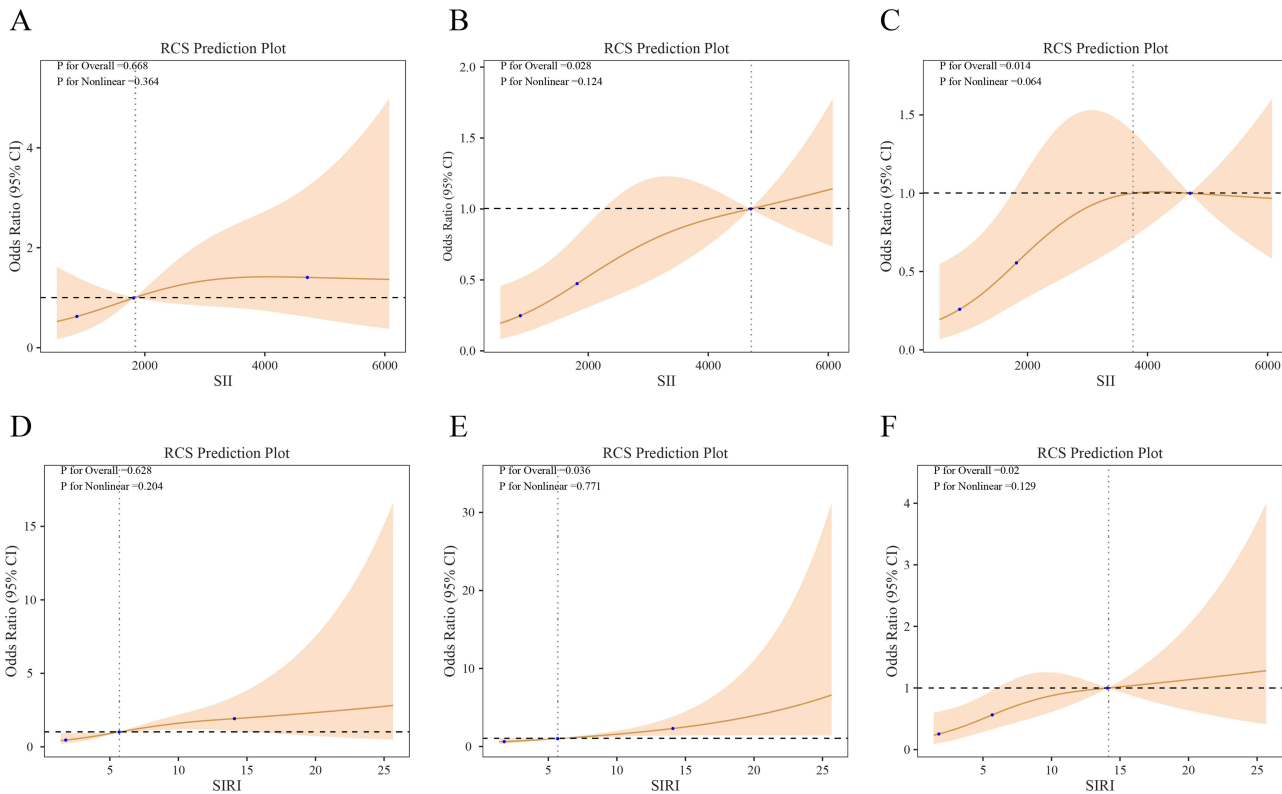 A
RCS Prediction Plot
P for Overall =0.668
P for Nonlinear =0.364
Odds Ratio (95% CI)
4
2
0
2000
4000
6000
SII
B
RCS Prediction Plot
P for Overall =0.028
P for Nonlinear =0.124
Odds Ratio (95% CI)
2.0
1.5
1.0
0.5
0.0
2000
4000
6000
SII
C
RCS Prediction Plot
P for Overall =0.014
P for Nonlinear =0.064
Odds Ratio (95% CI)
1.5
1.0
0.5
0.0
2000
4000
6000
SII
D
RCS Prediction Plot
P for Overall =0.628
P for Nonlinear =0.204
Odds Ratio (95% CI)
15
10
5
0
5
10
15
20
25
SIRI
E
RCS Prediction Plot
P for Overall =0.036
P for Nonlinear =0.771
Odds Ratio (95% CI)
30
20
10
0
5
10
15
20
25
SIRI
F
RCS Prediction Plot
P for Overall =0.02
P for Nonlinear =0.129
Odds Ratio (95% CI)
4
3
2
1
0
5
10
15
20
25
SIRI